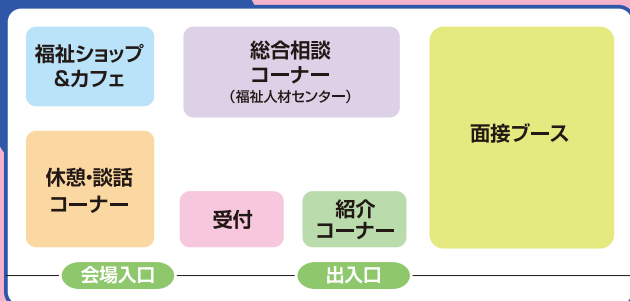 福祉ショップ
&カフェ
総合相談
コーナー
（福祉人材センター）
面接ブース
休憩・談話
コーナー
受付
紹介
コーナー
会場入口
出入口